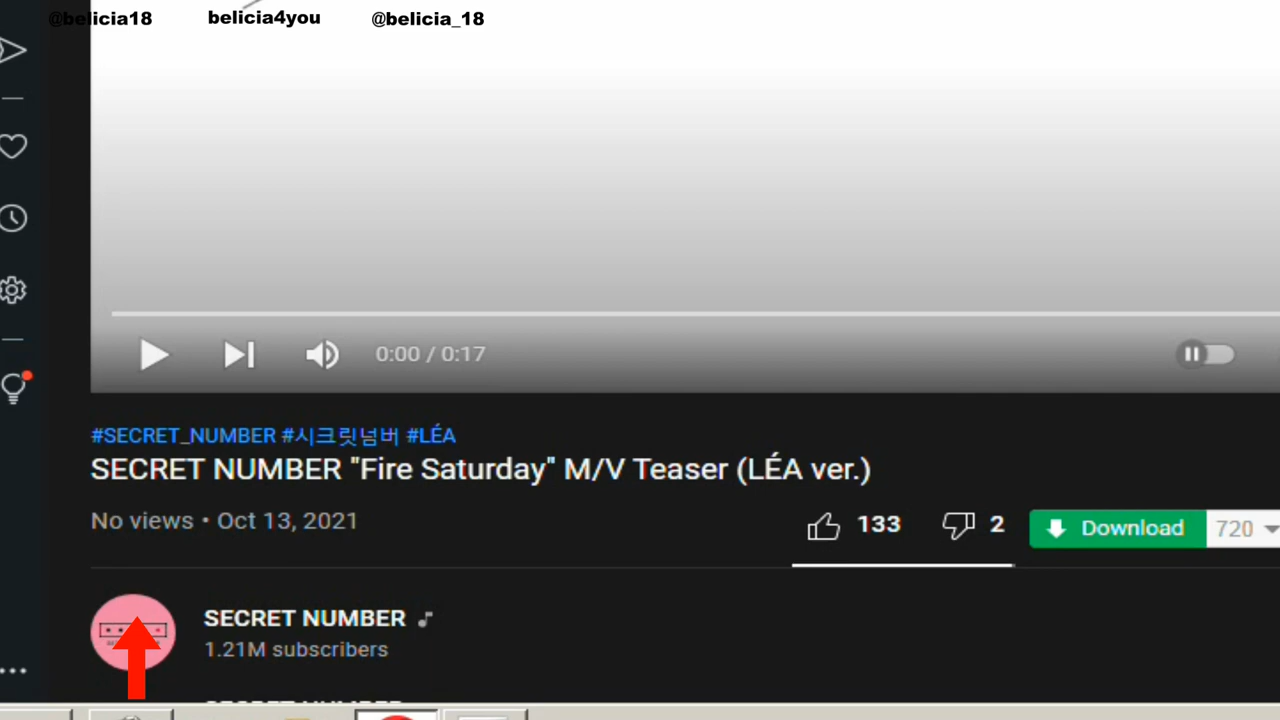 @belicia18 belicia4you @belicia_18
0:00 / 0:17
#SECRET_NUMBER #시크릿넘버 #LÉA
SECRET NUMBER "Fire Saturday" M/V Teaser (LÉA ver.)
No views • Oct 13, 2021
133 2 Download 720
SECRET NUMBER
1.21M subscribers